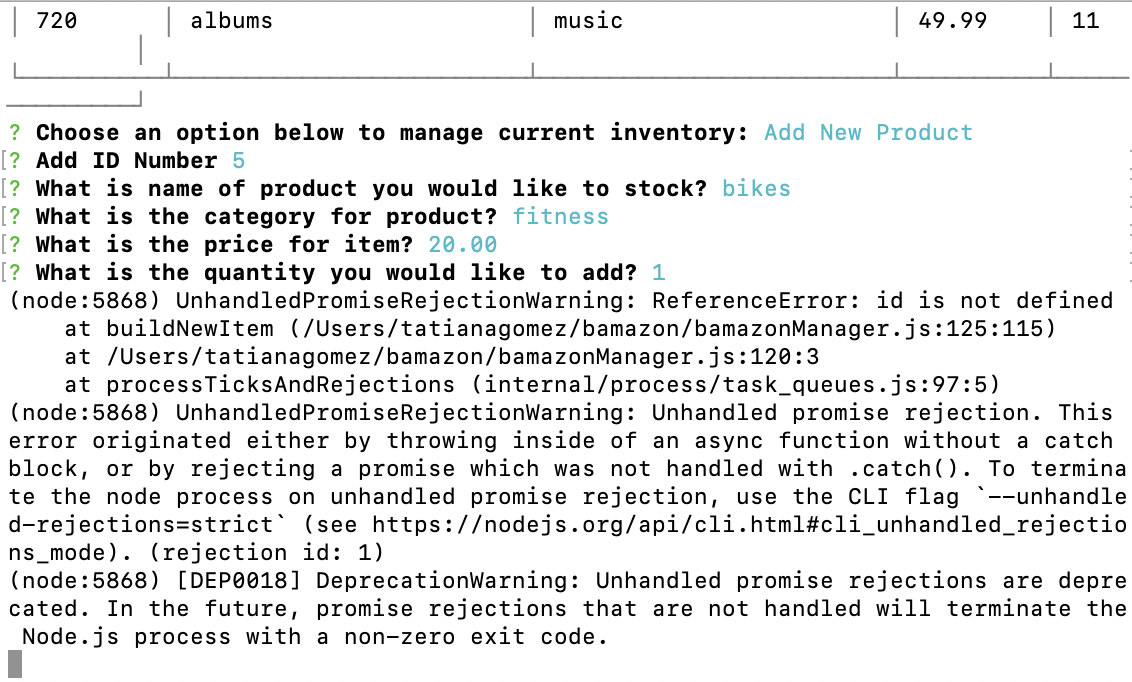 │ 720 │ albums │ music │ 49.99 │ 11
? Choose an option below to manage current inventory: Add New Product
[? Add ID Number 5
[? What is name of product you would like to stock? bikes
[? What is the category for product? fitness
[? What is the price for item? 20.00
[? What is the quantity you would like to add? 1
(node:5868) UnhandledPromiseRejectionWarning: ReferenceError: id is not defined
    at buildNewItem (/Users/tatianagomez/bamazon/bamazonManager.js:125:115)
    at /Users/tatianagomez/bamazon/bamazonManager.js:120:3
    at processTicksAndRejections (internal/process/task_queues.js:97:5)
(node:5868) UnhandledPromiseRejectionWarning: Unhandled promise rejection. This
error originated either by throwing inside of an async function without a catch
block, or by rejecting a promise which was not handled with .catch(). To termina
te the node process on unhandled promise rejection, use the CLI flag `--unhandle
d-rejections=strict` (see https://nodejs.org/api/cli.html#cli_unhandled_rejectio
ns_mode). (rejection id: 1)
(node:5868) [DEP0018] DeprecationWarning: Unhandled promise rejections are depre
cated. In the future, promise rejections that are not handled will terminate the
 Node.js process with a non-zero exit code.